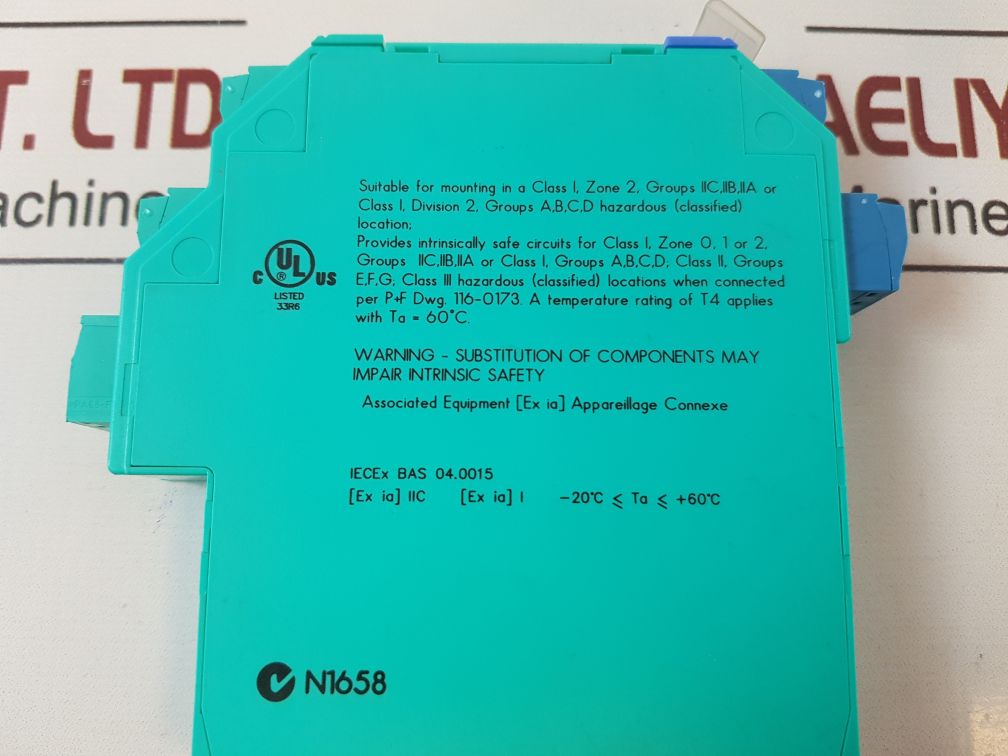 T. LTD
AELIY
achin
arine
Suitable for mounting in a Class I, Zone 2, Groups IIC,IIB,IIA or
Class I, Division 2, Groups A,B,C,D hazardous (classified)
location;
Provides intrinsically safe circuits for Class I, Zone 0, 1 or 2,
Groups IIC,IIB,IIA or Class I, Groups A,B,C,D; Class II, Groups
E,F,G; Class III hazardous (classified) locations when connected
per P+F Dwg. 116-0173. A temperature rating of T4 applies
with Ta = 60°C.
C UL ® US
LISTED
33R6
WARNING - SUBSTITUTION OF COMPONENTS MAY
IMPAIR INTRINSIC SAFETY
Associated Equipment [Ex ia] Appareillage Connexe
IECEx BAS 04.0015
[Ex ia] IIC [Ex ia] I -20°C ≤ Ta ≤ +60°C
N1658